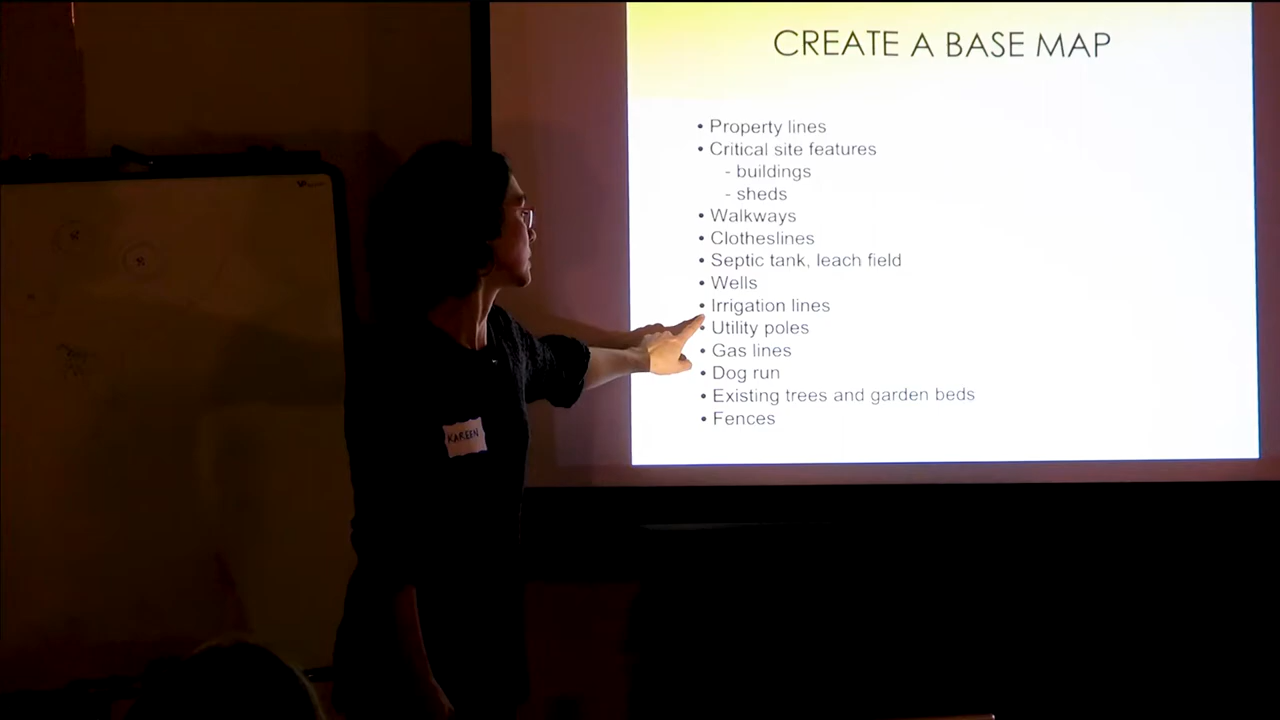 CREATE A BASE MAP
• Property lines
• Critical site features
- buildings
- sheds
• Walkways
• Clotheslines
• Septic tank, leach field
• Wells
• Irrigation lines
• Utility poles
• Gas lines
• Dog run
• Existing trees and garden beds
• Fences
KAREEN